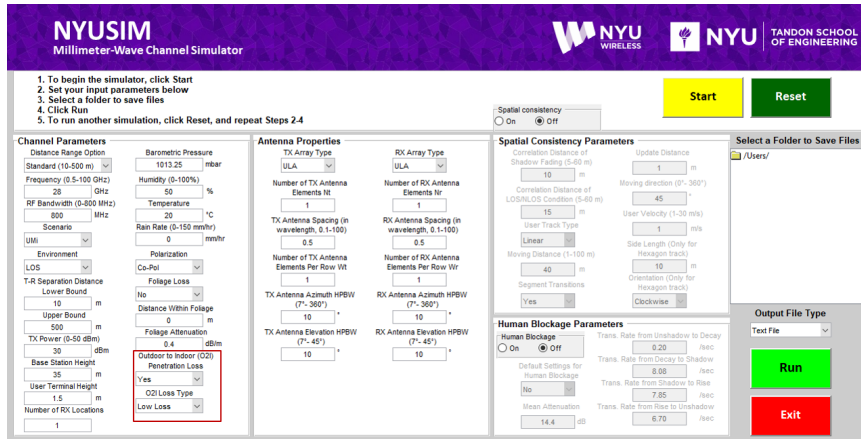 NYUSIM
Millimeter-Wave Channel Simulator
NYU
WIRELESS
NYU
TANDON SCHOOL
OF ENGINEERING
1. To begin the simulator, click Start
2. Set your input parameters below
3. Select a folder to save files
4. Click Run
5. To run another simulation, click Reset, and repeat Steps 2-4
Spatial consistency
On Off
Start
Reset
Channel Parameters
Distance Range Option
Standard (10-500 m)
Frequency (0.5-100 GHz)
28 GHz
RF Bandwidth (0-800 MHz)
800 MHz
Scenario
UMi
Environment
LOS
T-R Separation Distance
Lower Bound
10 m
Upper Bound
500 m
TX Power (0-50 dBm)
30 dBm
Base Station Height
35 m
User Terminal Height
1.5 m
Number of RX Locations
1
Barometric Pressure
1013.25 mbar
Humidity (0-100%)
50 %
Temperature
20 °C
Rain Rate (0-150 mm/hr)
0 mm/hr
Polarization
Co-Pol
Foliage Loss
No
Distance Within Foliage
0 m
Foliage Attenuation
0.4 dB/m
Outdoor to Indoor (O2I)
Penetration Loss
Yes
O2I Loss Type
Low Loss
Antenna Properties
TX Array Type
ULA
Number of TX Antenna
Elements Nt
1
TX Antenna Spacing (in
wavelength, 0.1-100)
0.5
Number of TX Antenna
Elements Per Row Wt
1
TX Antenna Azimuth HPBW
(7°- 360°)
10 °
TX Antenna Elevation HPBW
(7°- 45°)
10 °
RX Array Type
ULA
Number of RX Antenna
Elements Nr
1
RX Antenna Spacing (in
wavelength, 0.1-100)
0.5
Number of RX Antenna
Elements Per Row Wr
1
RX Antenna Azimuth HPBW
(7°- 360°)
10 °
RX Antenna Elevation HPBW
(7°- 45°)
10 °
Spatial Consistency Parameters
Correlation Distance of
Shadow Fading (5-60 m)
10 m
Correlation Distance of
LOS/NLOS Condition (5-60 m)
15 m
User Track Type
Linear
Moving Distance (1-100 m)
40 m
Segment Transitions
Yes
Update Distance
1 m
Moving direction (0°- 360°)
45 °
User Velocity (1-30 m/s)
1 m/s
Side Length (Only for
Hexagon track)
10 m
Orientation (Only for
Hexagon track)
Clockwise
Human Blockage Parameters
Human Blockage
On Off
Default Settings for
Human Blockage
No
Mean Attenuation
14.4 dB
Trans. Rate from Unshadow to Decay
0.20 /sec
Trans. Rate from Decay to Shadow
8.08 /sec
Trans. Rate from Shadow to Rise
7.85 /sec
Trans. Rate from Rise to Unshadow
6.70 /sec
Select a Folder to Save Files
/Users/
Output File Type
Text File
Run
Exit